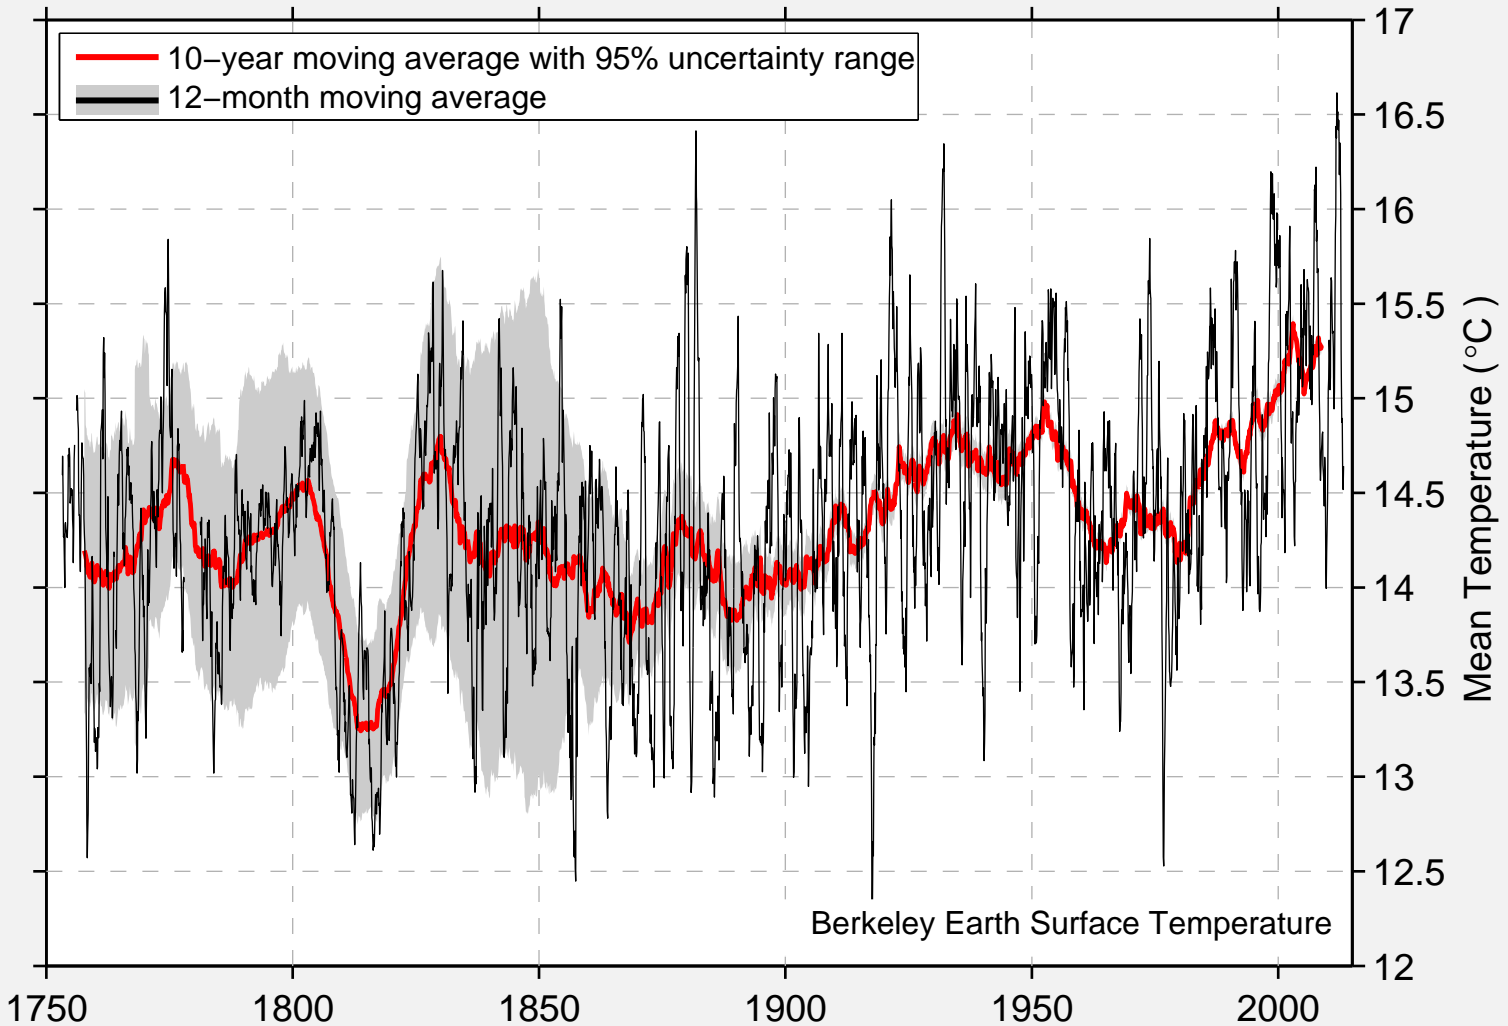 10−year moving average with 95% uncertainty range
12−month moving average
17
16.5
16
15.5
15
14.5
14
13.5
13
12.5
12
Mean Temperature (°C )
Berkeley Earth Surface Temperature
1750 1800 1850 1900 1950 2000